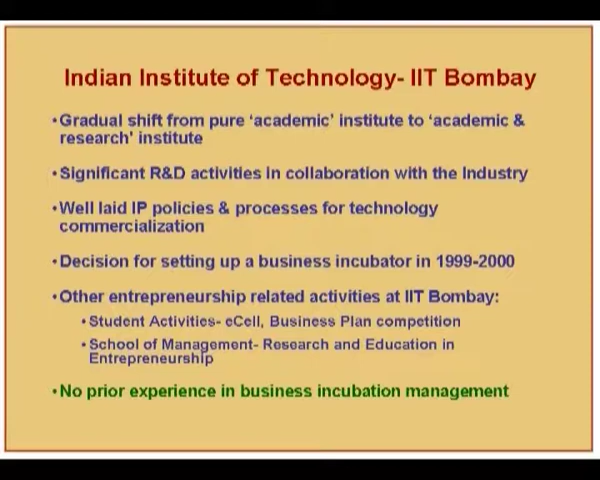 Indian Institute of Technology- IIT Bombay
•Gradual shift from pure ‘academic’ institute to ‘academic &
research’ institute
•Significant R&D activities in collaboration with the Industry
•Well laid IP policies & processes for technology
commercialization
•Decision for setting up a business incubator in 1999-2000
•Other entrepreneurship related activities at IIT Bombay:
•Student Activities- eCell, Business Plan competition
•School of Management- Research and Education in
Entrepreneurship
•No prior experience in business incubation management